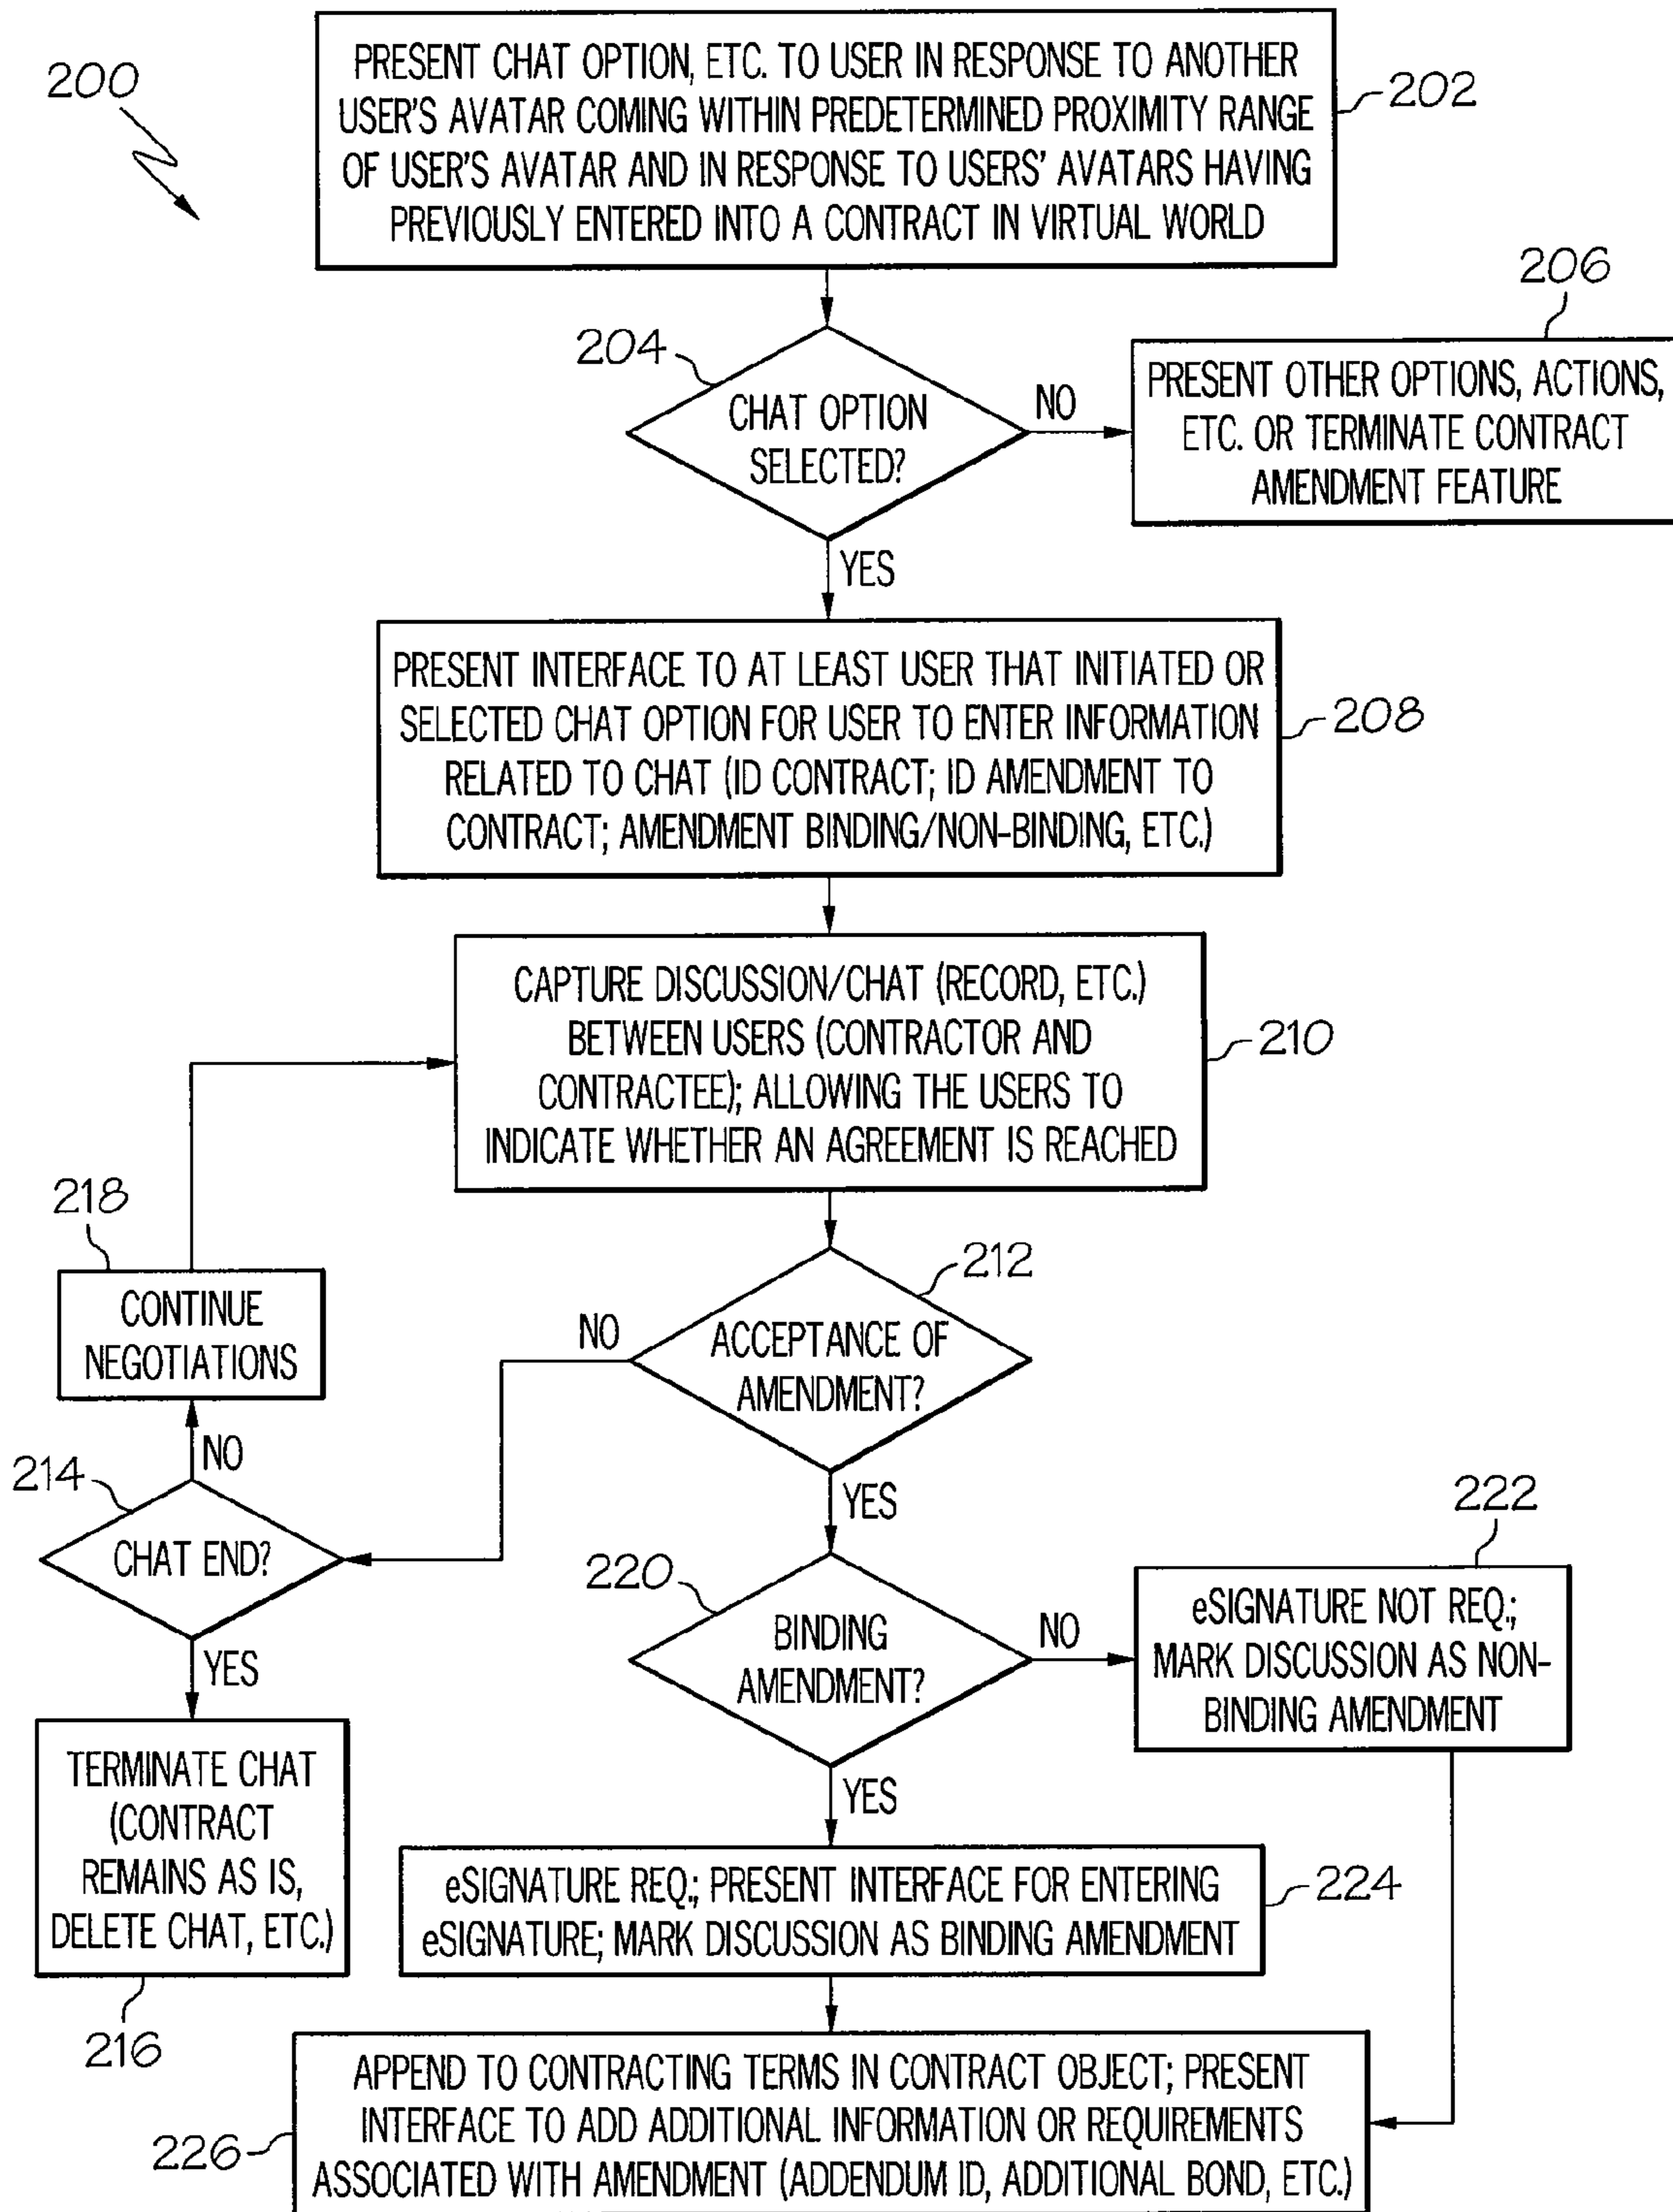 200
PRESENT CHAT OPTION, ETC. TO USER IN RESPONSE TO ANOTHER
USER'S AVATAR COMING WITHIN PREDETERMINED PROXIMITY RANGE
OF USER'S AVATAR AND IN RESPONSE TO USERS' AVATARS HAVING
PREVIOUSLY ENTERED INTO A CONTRACT IN VIRTUAL WORLD
202
204
CHAT OPTION
SELECTED?
NO
206
PRESENT OTHER OPTIONS, ACTIONS,
ETC. OR TERMINATE CONTRACT
AMENDMENT FEATURE
YES
PRESENT INTERFACE TO AT LEAST USER THAT INITIATED OR
SELECTED CHAT OPTION FOR USER TO ENTER INFORMATION
RELATED TO CHAT (ID CONTRACT; ID AMENDMENT TO
CONTRACT; AMENDMENT BINDING/NON-BINDING, ETC.)
208
CAPTURE DISCUSSION/CHAT (RECORD, ETC.)
BETWEEN USERS (CONTRACTOR AND
CONTRACTEE); ALLOWING THE USERS TO
INDICATE WHETHER AN AGREEMENT IS REACHED
210
212
ACCEPTANCE OF
AMENDMENT?
NO
218
CONTINUE
NEGOTIATIONS
NO
214
CHAT END?
YES
TERMINATE CHAT
(CONTRACT
REMAINS AS IS,
DELETE CHAT, ETC.)
216
YES
220
BINDING
AMENDMENT?
NO
222
eSIGNATURE NOT REQ.;
MARK DISCUSSION AS NON-
BINDING AMENDMENT
YES
eSIGNATURE REQ.; PRESENT INTERFACE FOR ENTERING
eSIGNATURE; MARK DISCUSSION AS BINDING AMENDMENT
224
APPEND TO CONTRACTING TERMS IN CONTRACT OBJECT; PRESENT
INTERFACE TO ADD ADDITIONAL INFORMATION OR REQUIREMENTS
ASSOCIATED WITH AMENDMENT (ADDENDUM ID, ADDITIONAL BOND, ETC.)
226